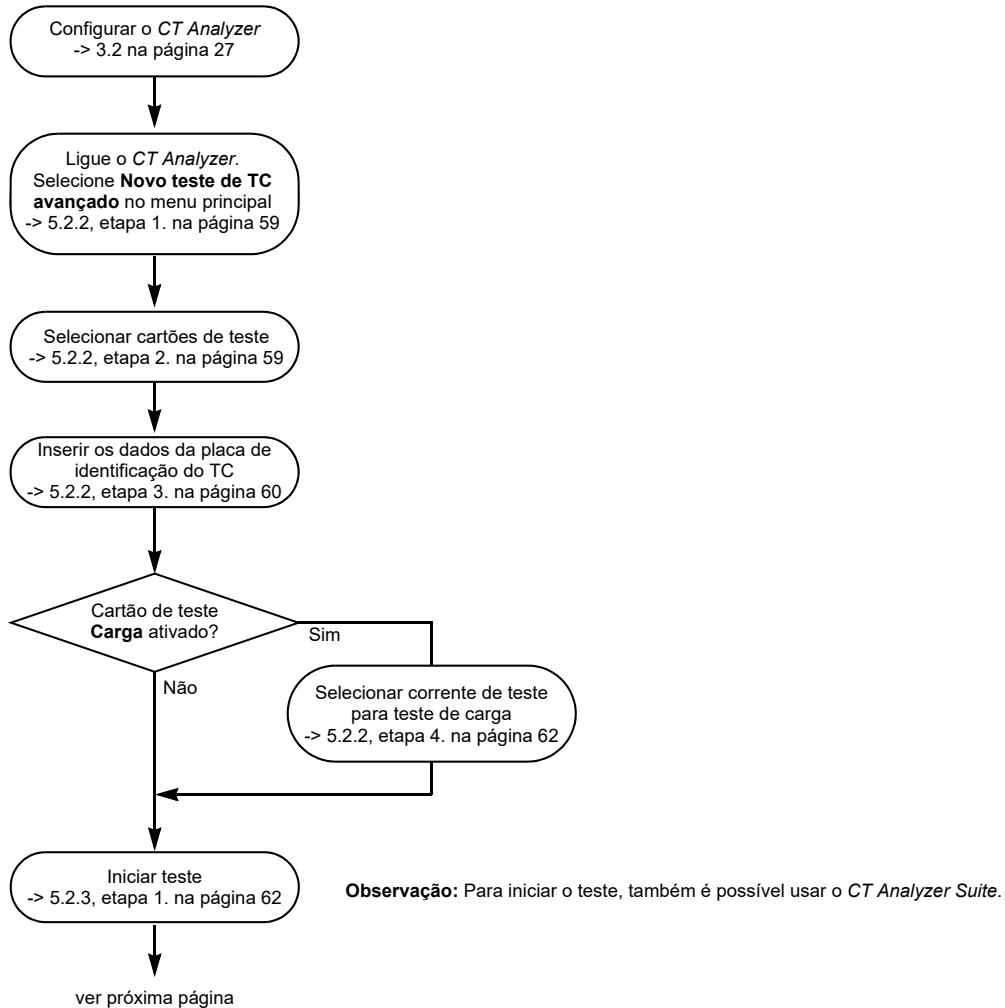 Configurar o CT Analyzer
-> 3.2 na página 27
Ligue o CT Analyzer.
Selecione Novo teste de TC
avançado no menu principal
-> 5.2.2, etapa 1. na página 59
Selecionar cartões de teste
-> 5.2.2, etapa 2. na página 59
Inserir os dados da placa de
identificação do TC
-> 5.2.2, etapa 3. na página 60
Cartão de teste
Carga ativado?
Sim
Não
Selecionar corrente de teste
para teste de carga
-> 5.2.2, etapa 4. na página 62
Iniciar teste
-> 5.2.3, etapa 1. na página 62
Observação: Para iniciar o teste, também é possível usar o CT Analyzer Suite.
ver próxima página